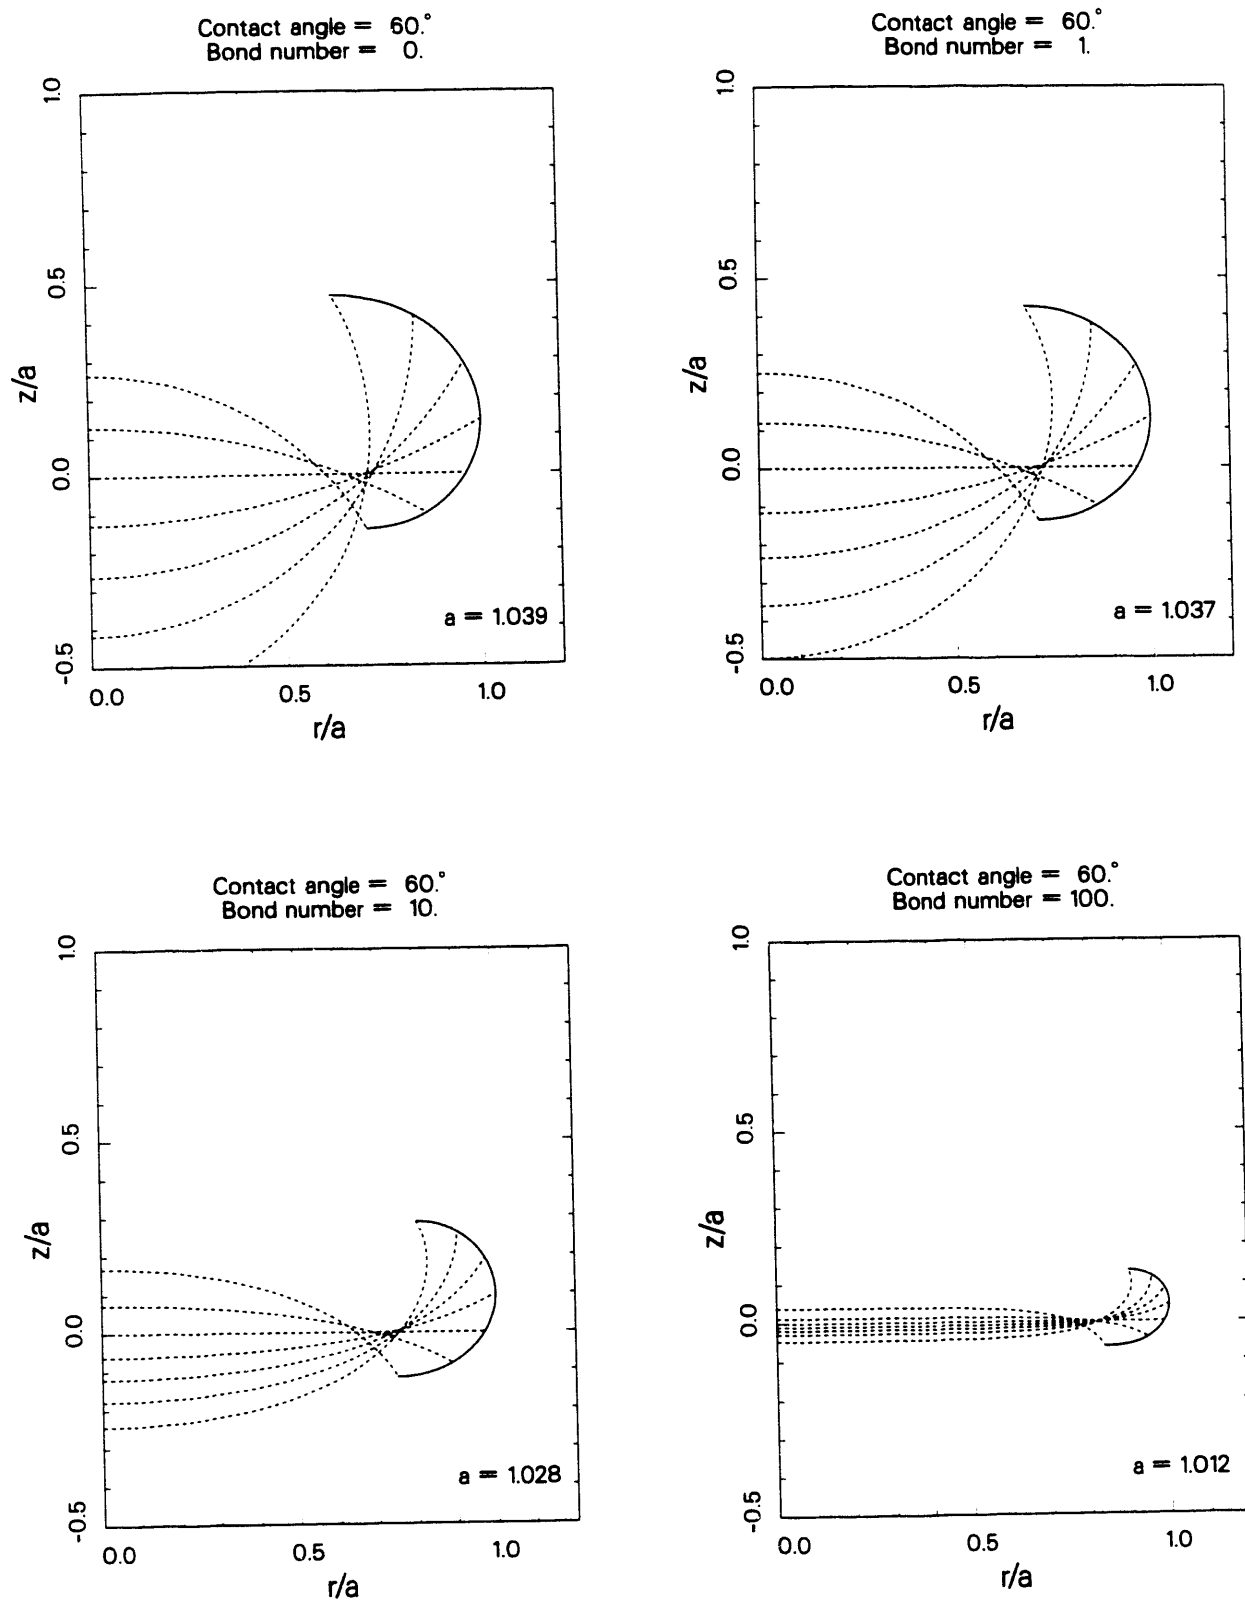 Contact angle = 60.°
Bond number = 0.
1.0
0.5
0.0
-0.5
z/a
a = 1.039
0.0 0.5 1.0
r/a
Contact angle = 60.°
Bond number = 1.
1.0
0.5
0.0
-0.5
z/a
a = 1.037
0.0 0.5 1.0
r/a
Contact angle = 60.°
Bond number = 10.
1.0
0.5
0.0
-0.5
z/a
a = 1.028
0.0 0.5 1.0
r/a
Contact angle = 60.°
Bond number = 100.
1.0
0.5
0.0
-0.5
z/a
a = 1.012
0.0 0.5 1.0
r/a